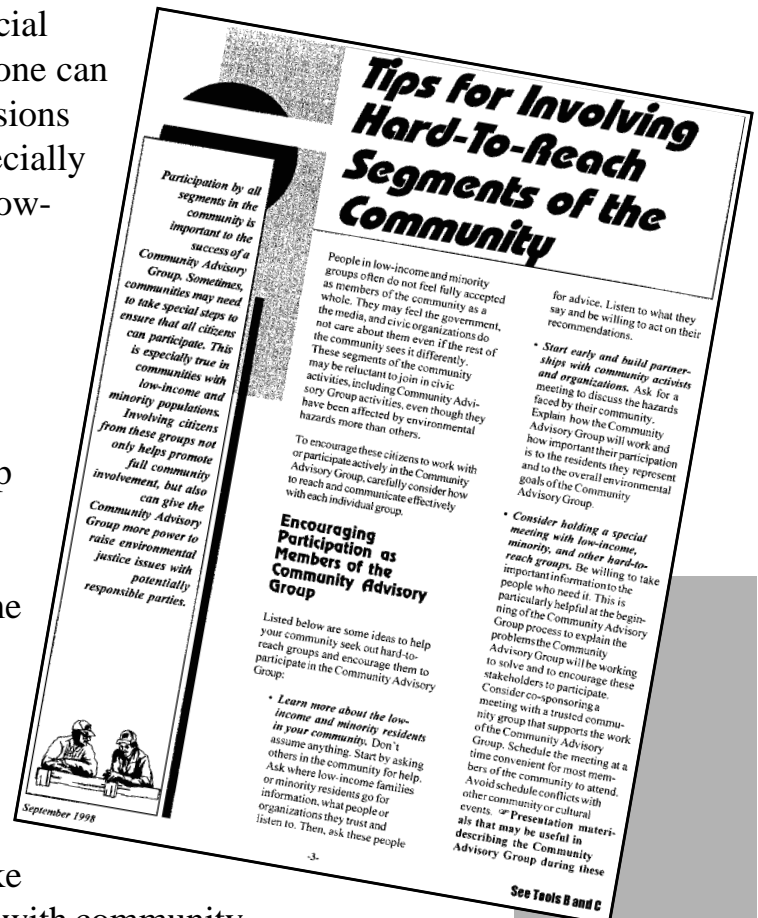 cial
one can
sions
ecially
ow-
p
ne
ke
with community
Tips for Involving
Hard-To-Reach
Segments of the
Community
Participation by all
segments in the
community is
important to the
success of a
Community Advisory
Group. Sometimes,
communities may need
to take special steps to
ensure that all citizens
can participate. This
is especially true in
communities with
low-income and
minority populations.
Involving citizens
from these groups not
only helps promote
full community
involvement, but also
can give the
Community Advisory
Group more power to
raise environmental
justice issues with
potentially
responsible parties.
September 1998
People in low-income and minority
groups often do not feel fully accepted
as members of the community as a
whole. They may feel the government,
the media, and civic organizations do
not care about them even if the rest of
the community sees it differently.
These segments of the community
may be reluctant to join in civic
activities, including Community Advi-
sory Group activities, even though they
have been affected by environmental
hazards more than others.
To encourage these citizens to work with
or participate actively in the Community
Advisory Group, carefully consider how
to reach and communicate effectively
with each individual group.
Encouraging
Participation as
Members of the
Community Advisory
Group
Listed below are some ideas to help
your community seek out hard-to-
reach groups and encourage them to
participate in the Community Advisory
Group:
• Learn more about the low-
income and minority residents
in your community. Don't
assume anything. Start by asking
others in the community for help.
Ask where low-income families
or minority residents go for
information, what people or
organizations they trust and
listen to. Then, ask these people
for advice. Listen to what they
say and be willing to act on their
recommendations.
• Start early and build partner-
ships with community activists
and organizations. Ask for a
meeting to discuss the hazards
faced by their community.
Explain how the Community
Advisory Group will work and
how important their participation
is to the residents they represent
and to the overall environmental
goals of the Community
Advisory Group.
• Consider holding a special
meeting with low-income,
minority, and other hard-to-
reach groups. Be willing to take
important information to the
people who need it. This is
particularly helpful at the begin-
ning of the Community Advisory
Group process to explain the
problems the Community
Advisory Group will be working
to solve and to encourage these
stakeholders to participate.
Consider co-sponsoring a
meeting with a trusted commu-
nity group that supports the work
of the Community Advisory
Group. Schedule the meeting at a
time convenient for most mem-
bers of the community to attend.
Avoid schedule conflicts with
other community or cultural
events. ☞ Presentation materi-
als that may be useful in
describing the Community
Advisory Group during these
-3-
See Tools B and C